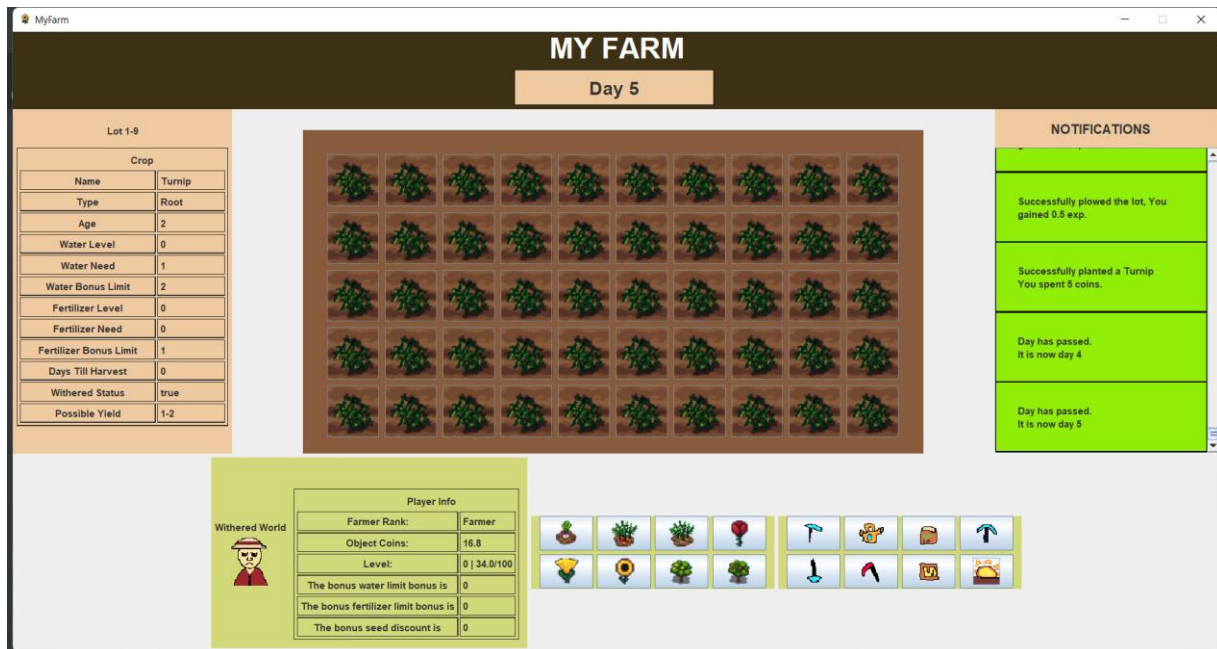 MyFarm
MY FARM
Day 5
Lot 1-9
Crop
Name Turnip
Type Root
Age 2
Water Level 0
Water Need 1
Water Bonus Limit 2
Fertilizer Level 0
Fertilizer Need 0
Fertilizer Bonus Limit 1
Days Till Harvest 0
Withered Status true
Possible Yield 1-2
NOTIFICATIONS
Successfully plowed the lot, You
gained 0.5 exp.
Successfully planted a Turnip
You spent 5 coins.
Day has passed.
It is now day 4
Day has passed.
It is now day 5
Withered World
Player Info
Farmer Rank: Farmer
Object Coins: 16.8
Level: 0 | 34.0/100
The bonus water limit bonus is 0
The bonus fertilizer limit bonus is 0
The bonus seed discount is 0